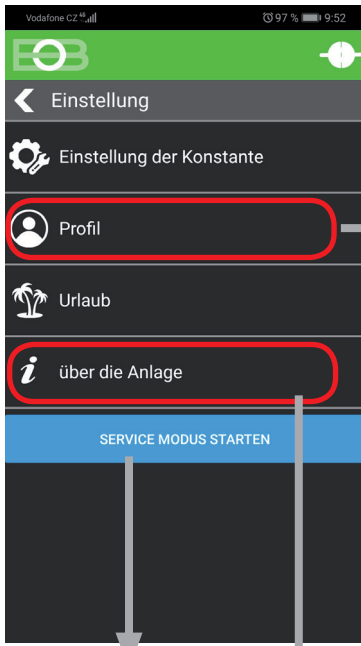 Vodafone CZ 97 % 9:52
EOB
Einstellung
Einstellung der Konstante
Profil
Urlaub
i über die Anlage
SERVICE MODUS STARTEN